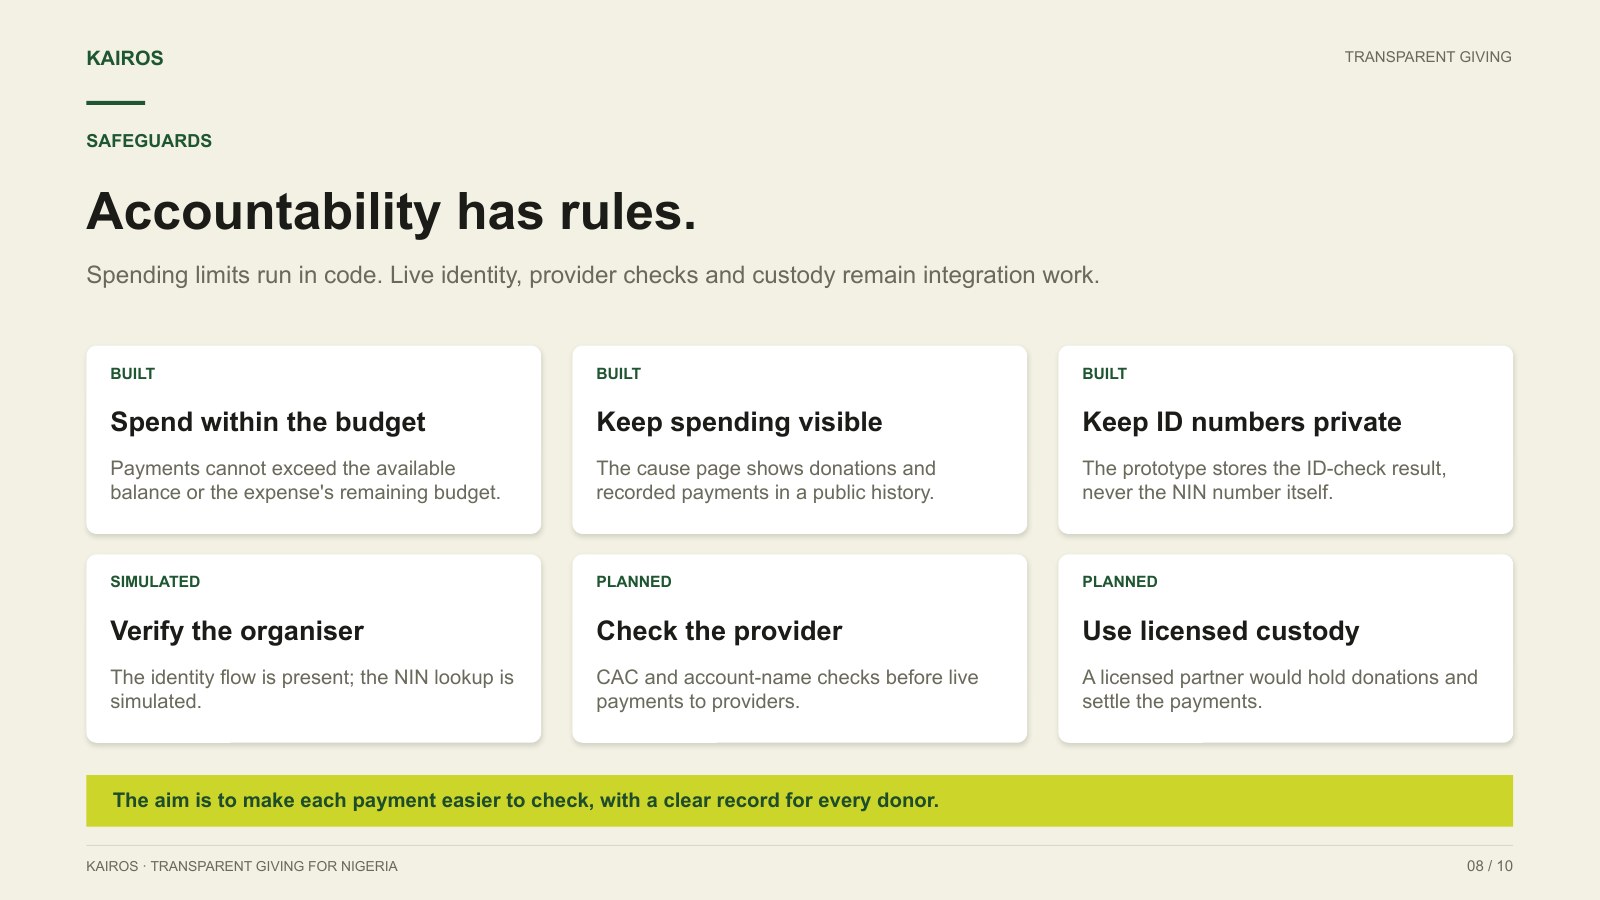 KAIROS
TRANSPARENT GIVING
SAFEGUARDS
Accountability has rules.
Spending limits run in code. Live identity, provider checks and custody remain integration work.
BUILT
Spend within the budget
Payments cannot exceed the available
balance or the expense's remaining budget.
BUILT
Keep spending visible
The cause page shows donations and
recorded payments in a public history.
BUILT
Keep ID numbers private
The prototype stores the ID-check result,
never the NIN number itself.
SIMULATED
Verify the organiser
The identity flow is present; the NIN lookup is
simulated.
PLANNED
Check the provider
CAC and account-name checks before live
payments to providers.
PLANNED
Use licensed custody
A licensed partner would hold donations and
settle the payments.
The aim is to make each payment easier to check, with a clear record for every donor.
KAIROS · TRANSPARENT GIVING FOR NIGERIA
08 / 10